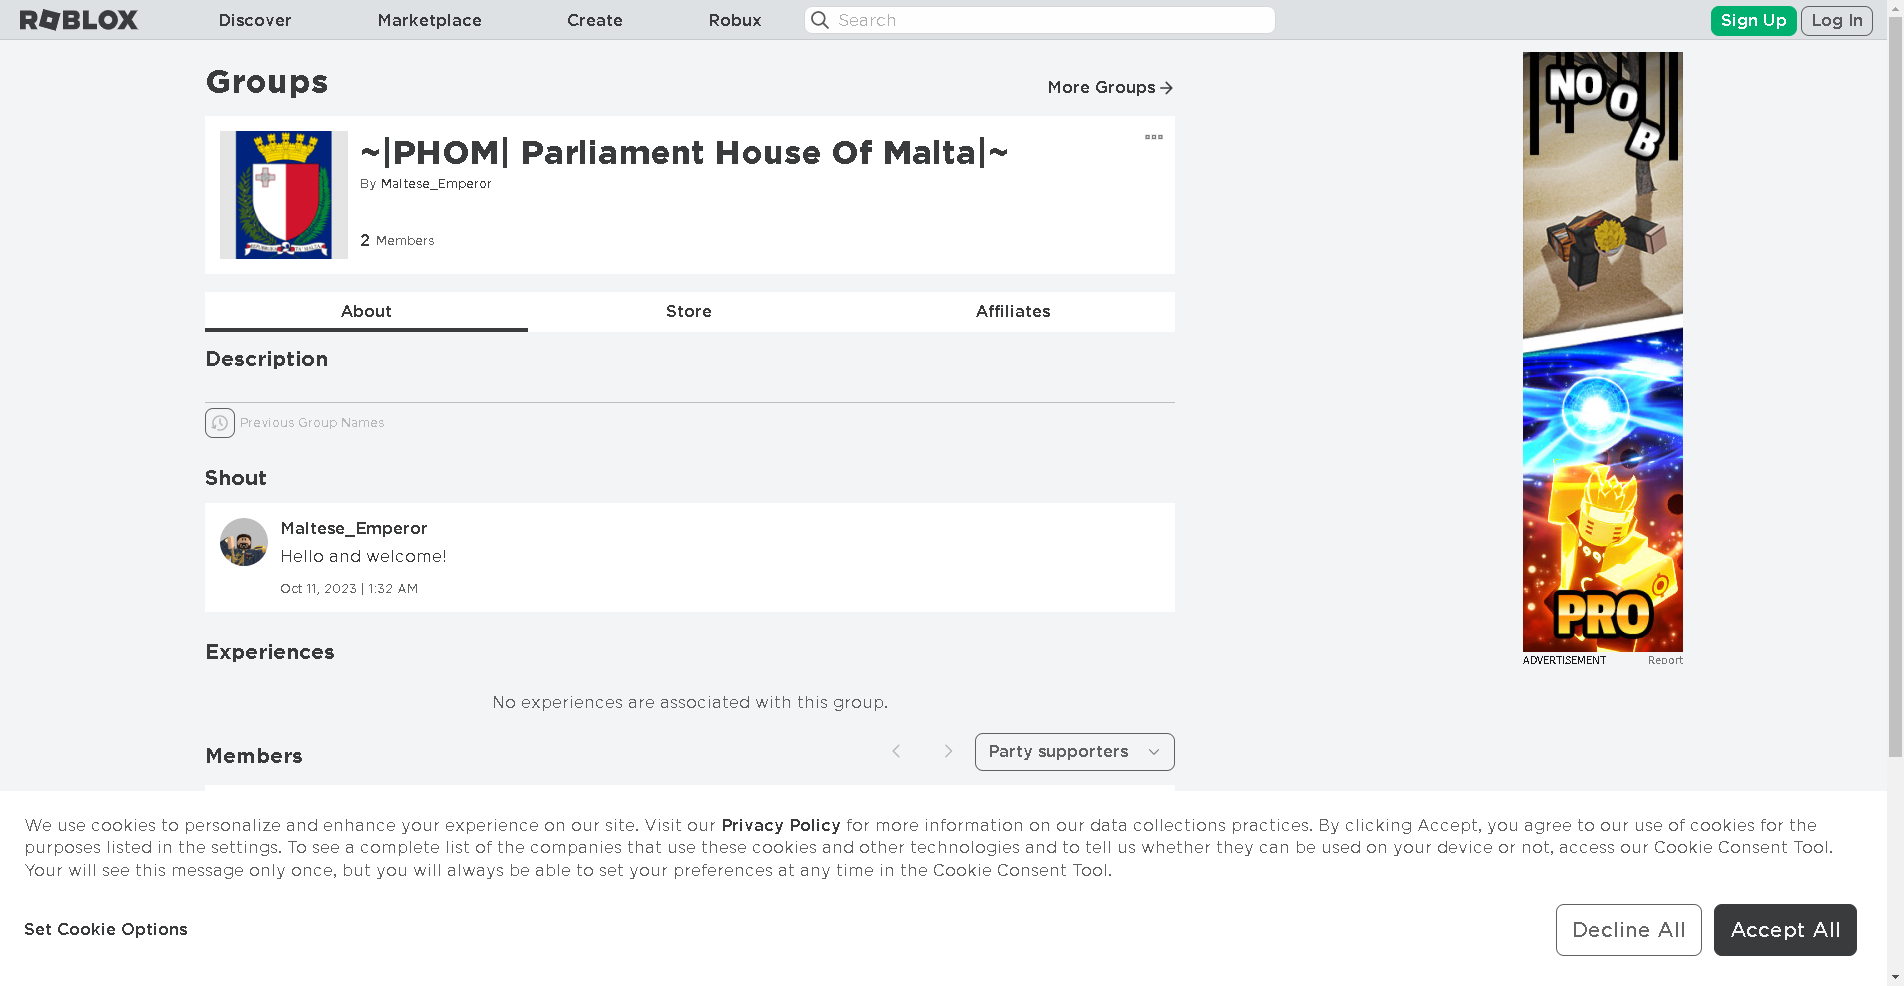 ROBLOX Discover Marketplace Create Robux Search Sign Up Log In
Groups
More Groups
~|PHOM| Parliament House Of Malta|~
By Maltese_Emperor
2 Members
About Store Affiliates
Description
Previous Group Names
Shout
Maltese_Emperor
Hello and welcome!
Oct 11, 2023 | 1:32 AM
Experiences
No experiences are associated with this group.
Members
Party supporters
NOOB
PRO
ADVERTISEMENT Report
We use cookies to personalize and enhance your experience on our site. Visit our Privacy Policy for more information on our data collections practices. By clicking Accept, you agree to our use of cookies for the
purposes listed in the settings. To see a complete list of the companies that use these cookies and other technologies and to tell us whether they can be used on your device or not, access our Cookie Consent Tool.
Your will see this message only once, but you will always be able to set your preferences at any time in the Cookie Consent Tool.
Set Cookie Options
Decline All Accept All